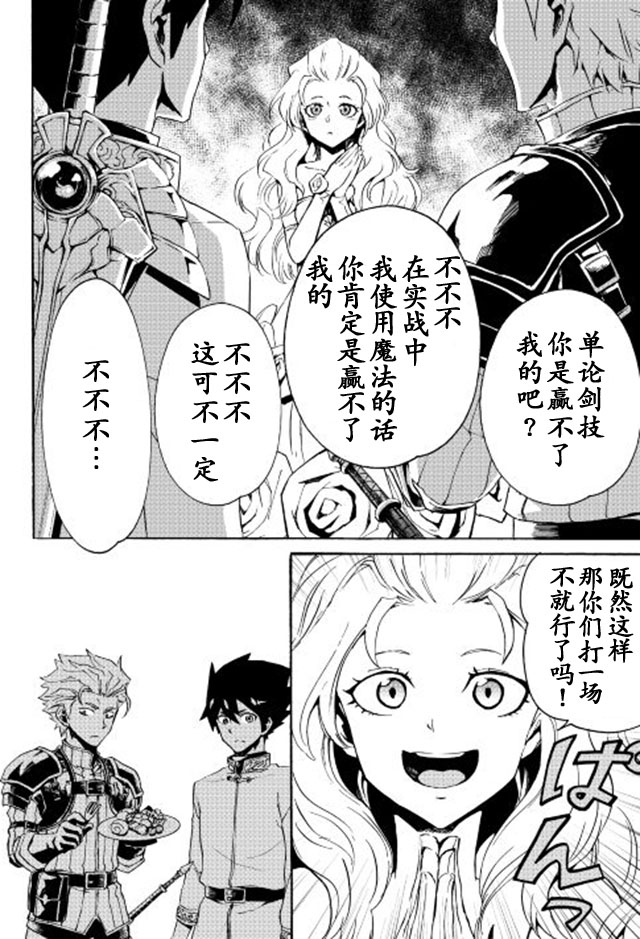 单论剑技
你是赢不了
我的吧？
不不不
在实战中
我使用魔法的话
你肯定是赢不了
我的
不不不
这可不一定
不不不…
既然这样
那你们打一场
不就行了吗！
ぱんっ